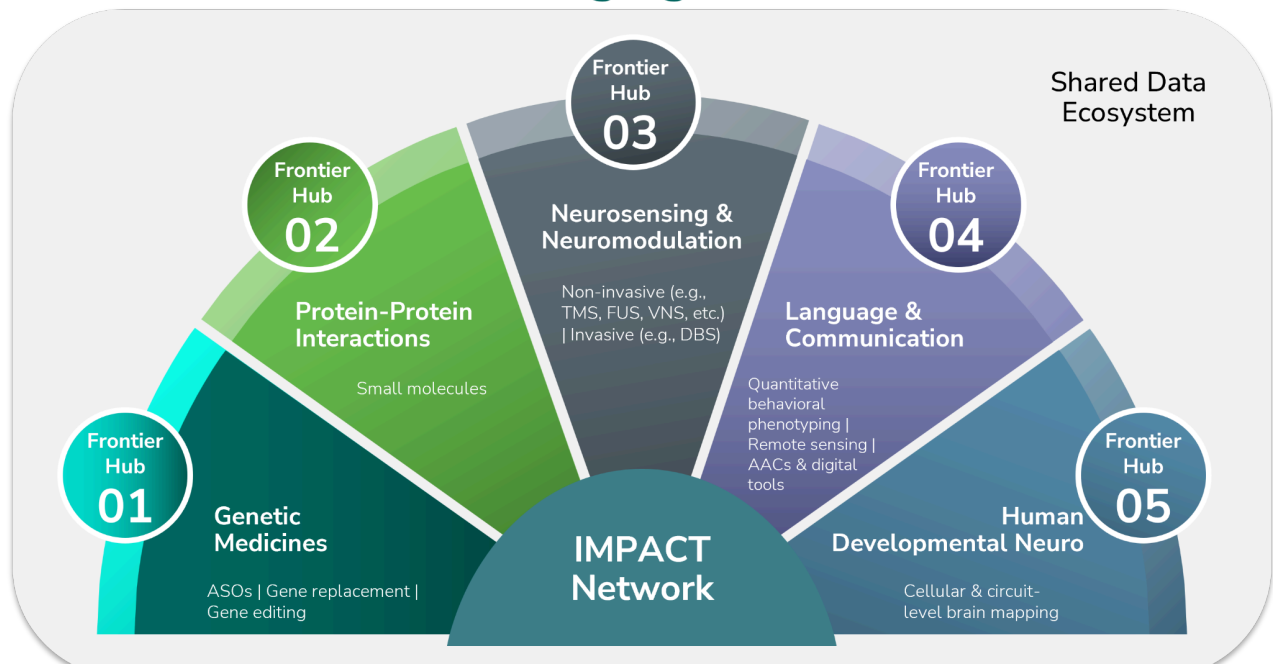 Shared Data
Ecosystem
Frontier
Hub
01
Genetic
Medicines
ASOs | Gene replacement |
Gene editing
Frontier
Hub
02
Protein-Protein
Interactions
Small molecules
Frontier
Hub
03
Neurosensing &
Neuromodulation
Non-invasive (e.g.,
TMS, FUS, VNS, etc.)
| Invasive (e.g., DBS)
Frontier
Hub
04
Language &
Communication
Quantitative
behavioral
phenotyping |
Remote sensing |
AACs & digital
tools
Frontier
Hub
05
Human
Developmental Neuro
Cellular & circuit-
level brain mapping
IMPACT
Network